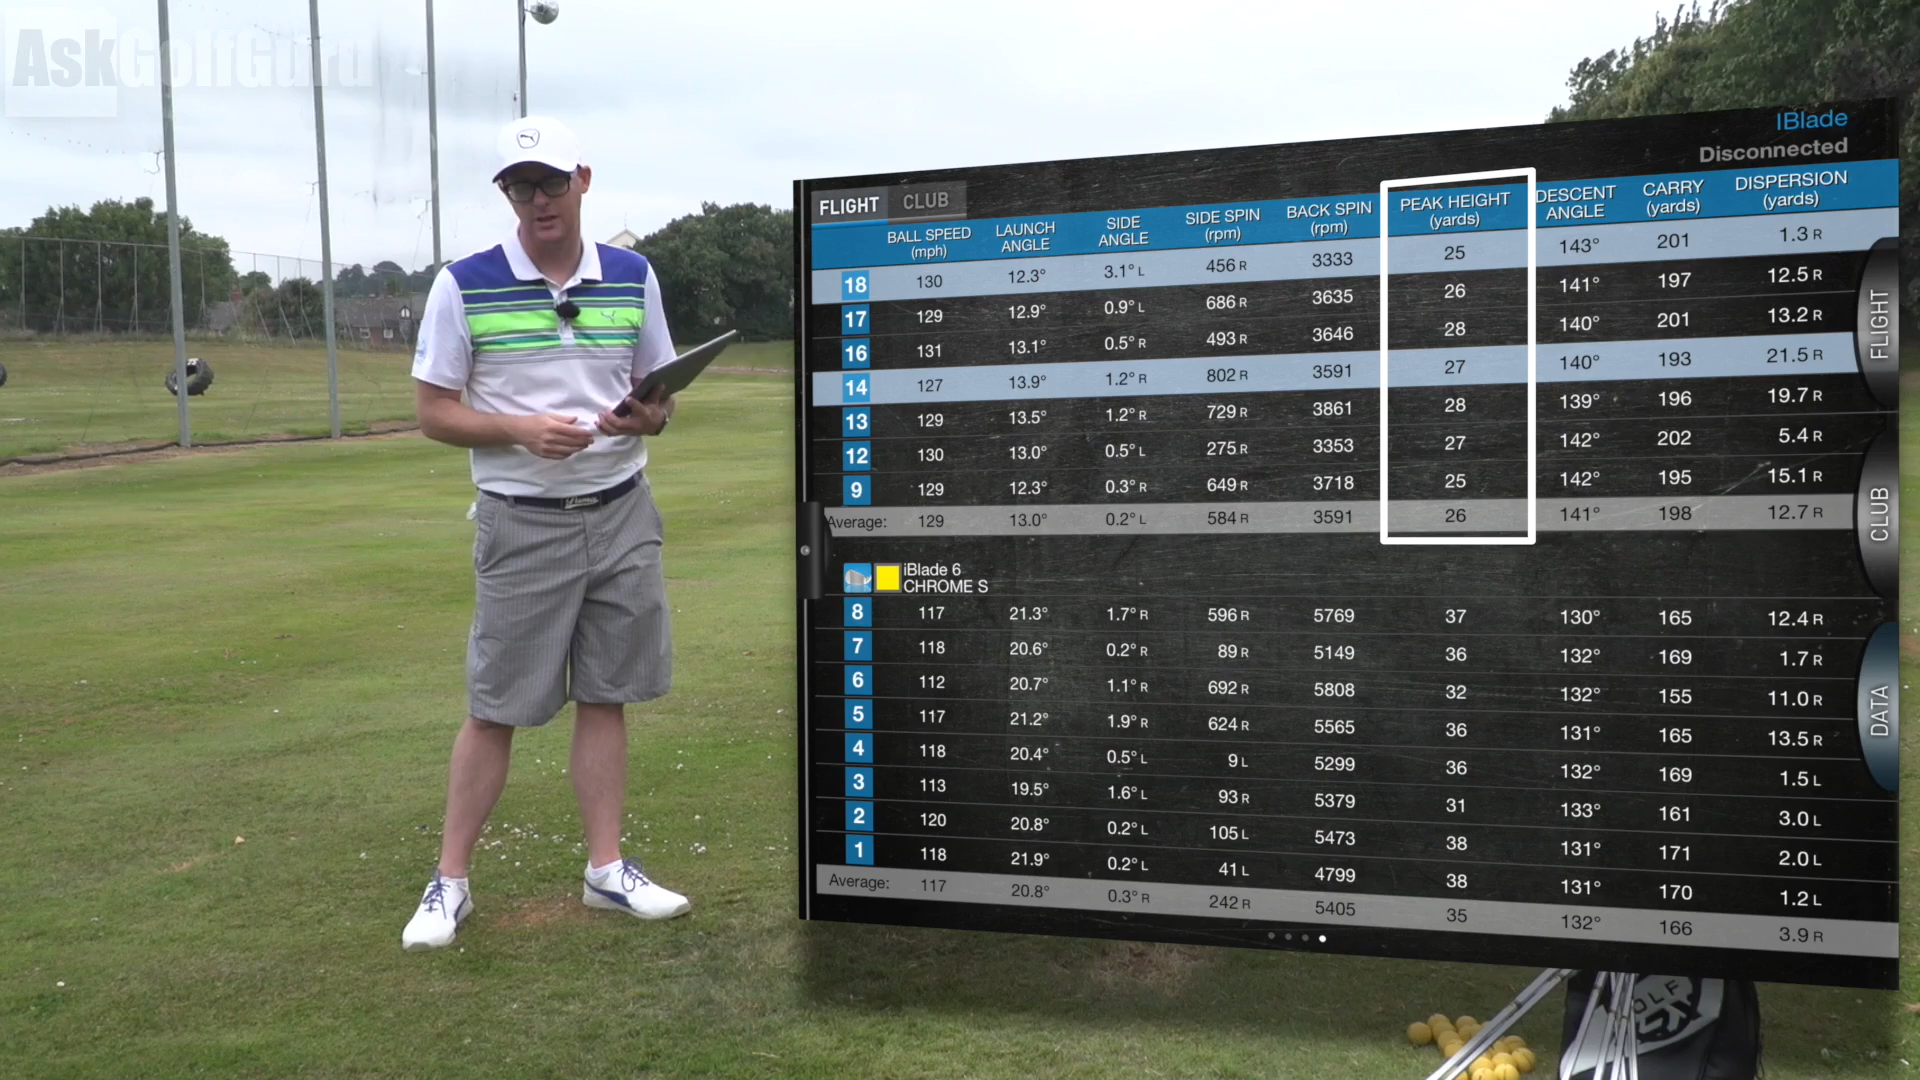 AskGolfGuru
IBlade
Disconnected
FLIGHT CLUB
BALL SPEED (mph) LAUNCH ANGLE SIDE ANGLE SIDE SPIN (rpm) BACK SPIN (rpm) PEAK HEIGHT (yards) DESCENT ANGLE CARRY (yards) DISPERSION (yards)
18 130 12.3° 3.1° L 456 R 3333 25 143° 201 1.3 R
17 129 12.9° 0.9° L 686 R 3635 26 141° 197 12.5 R
16 131 13.1° 0.5° R 493 R 3646 28 140° 201 13.2 R
14 127 13.9° 1.2° R 802 R 3591 27 140° 193 21.5 R
13 129 13.5° 1.2° R 729 R 3861 28 139° 196 19.7 R
12 130 13.0° 0.5° L 275 R 3353 27 142° 202 5.4 R
9 129 12.3° 0.3° R 649 R 3718 25 142° 195 15.1 R
Average: 129 13.0° 0.2° L 584 R 3591 26 141° 198 12.7 R
iBlade 6
CHROME S
8 117 21.3° 1.7° R 596 R 5769 37 130° 165 12.4 R
7 118 20.6° 0.2° R 89 R 5149 36 132° 169 1.7 R
6 112 20.7° 1.1° R 692 R 5808 32 132° 155 11.0 R
5 117 21.2° 1.9° R 624 R 5565 36 131° 165 13.5 R
4 118 20.4° 0.5° L 9 L 5299 36 132° 169 1.5 L
3 113 19.5° 1.6° L 93 R 5379 31 133° 161 3.0 L
2 120 20.8° 0.2° L 105 L 5473 38 131° 171 2.0 L
1 118 21.9° 0.2° L 41 L 4799 38 131° 170 1.2 L
Average: 117 20.8° 0.3° R 242 R 5405 35 132° 166 3.9 R
FLIGHT
CLUB
DATA